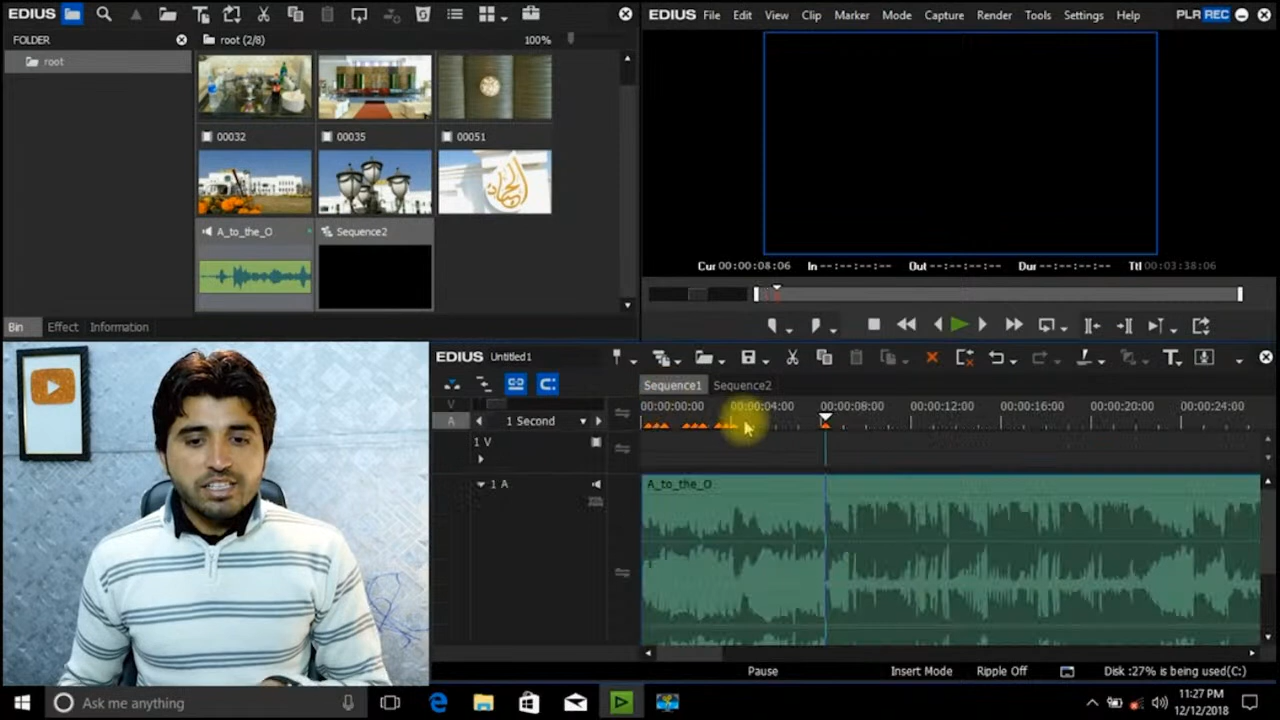 EDIUS
FOLDER
root (2/8)
100%
root
00032
00035
00051
A_to_the_O
Sequence2
Bin
Effect
Information
EDIUS File Edit View Clip Marker Mode Capture Render Tools Settings Help PLR REC
Cur 00:00:08:06 In --:--:--:-- Out --:--:--:-- Dur --:--:--:-- Ttl 00:03:38:06
EDIUS Untitled1
Sequence1 Sequence2
00:00:00:00 00:00:04:00 00:00:08:00 00:00:12:00 00:00:16:00 00:00:20:00 00:00:24:00
V
A 1 Second
1 V
1 A
A_to_the_O
Pause Insert Mode Ripple Off Disk :27% is being used(C:)
Ask me anything
11:27 PM
12/12/2018